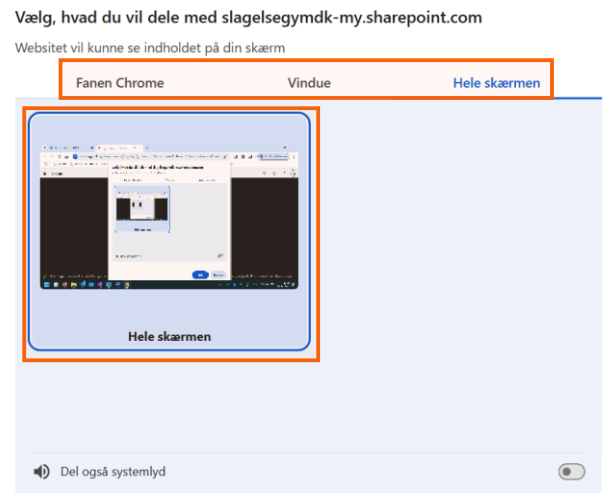 Vælg, hvad du vil dele med slagelsegymdk-my.sharepoint.com
Websitet vil kunne se indholdet på din skærm
Fanen Chrome Vindue Hele skærmen
Hele skærmen
Del også systemlyd